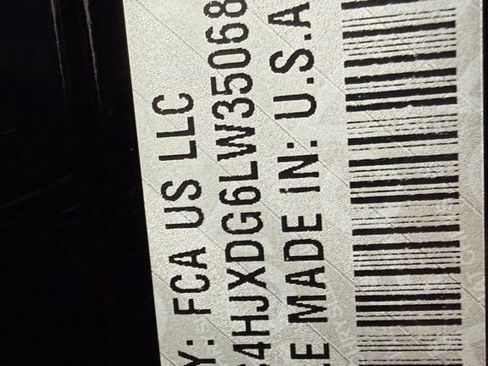 Y: FCA US LLC
C4HJXDG6LW35068
LE MADE IN: U.S.A